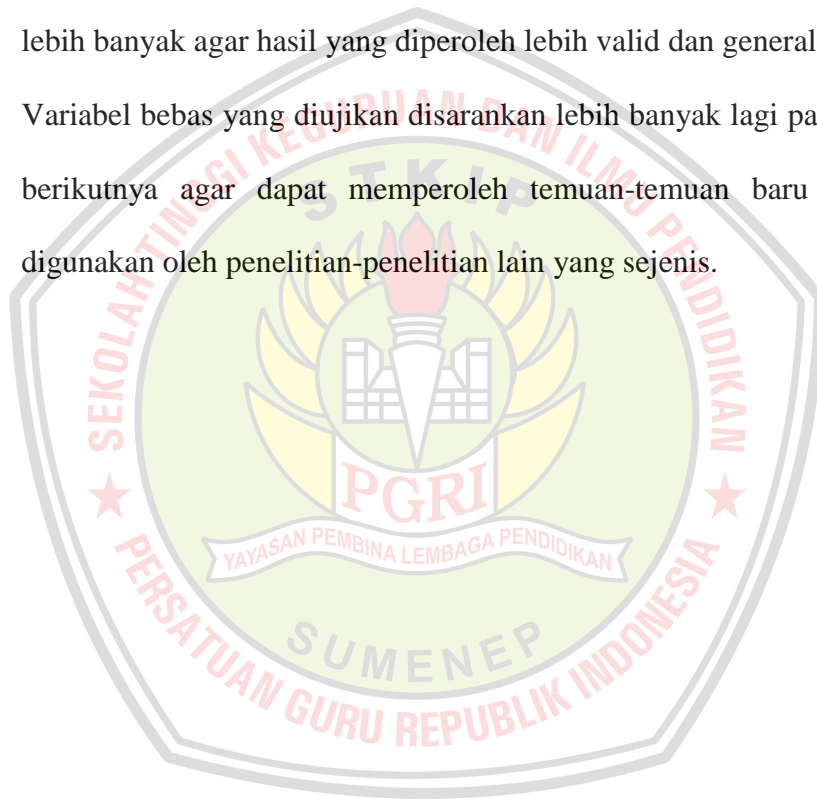 lebih banyak agar hasil yang diperoleh lebih valid dan general
Variabel bebas yang diujikan disarankan lebih banyak lagi pa
berikutnya agar dapat memperoleh temuan-temuan baru
digunakan oleh penelitian-penelitian lain yang sejenis.
SEKOLAH TINGGI KEGURUAN DAN ILMU PENDIDIKAN
STKIP
PGRI
YAYASAN PEMBINA LEMBAGA PENDIDIKAN
SUMENEP
PERSATUAN GURU REPUBLIK INDONESIA